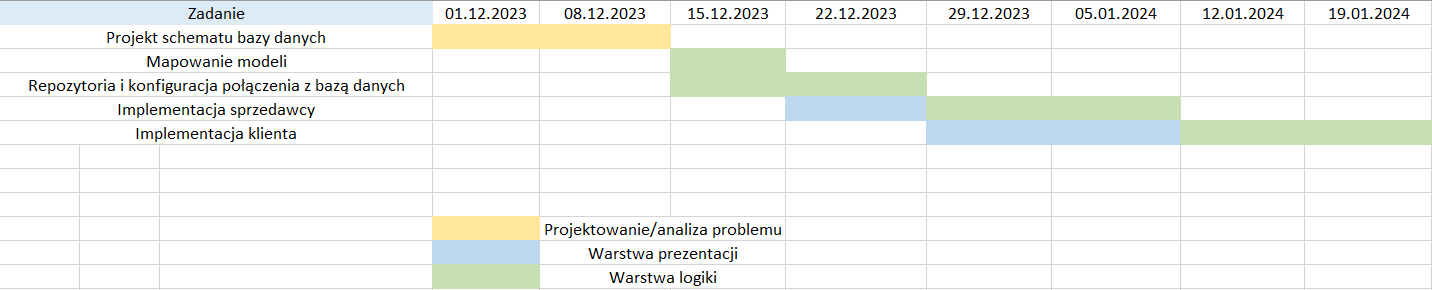 Zadanie 01.12.2023 08.12.2023 15.12.2023 22.12.2023 29.12.2023 05.01.2024 12.01.2024 19.01.2024
Projekt schematu bazy danych
Mapowanie modeli
Repozytoria i konfiguracja połączenia z bazą danych
Implementacja sprzedawcy
Implementacja klienta
Projektowanie/analiza problemu
Warstwa prezentacji
Warstwa logiki